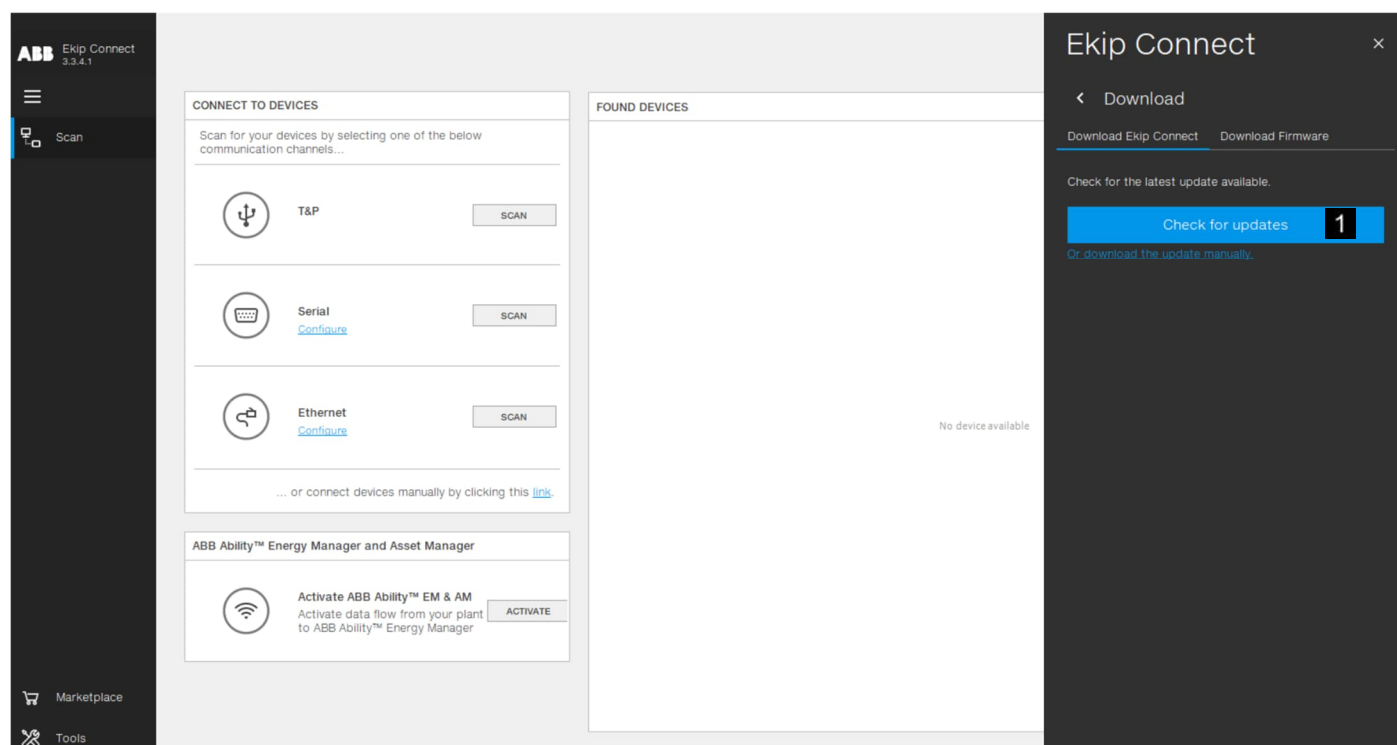 ABB Ekip Connect
3.3.4.1
Scan
Marketplace
Tools
CONNECT TO DEVICES
Scan for your devices by selecting one of the below
communication channels...
T&P
SCAN
Serial
Configure
SCAN
Ethernet
Configure
SCAN
... or connect devices manually by clicking this link.
ABB Ability™ Energy Manager and Asset Manager
Activate ABB Ability™ EM & AM
Activate data flow from your plant
to ABB Ability™ Energy Manager
ACTIVATE
FOUND DEVICES
No device available
Ekip Connect ×
Download
Download Ekip Connect Download Firmware
Check for the latest update available.
Check for updates 1
Or download the update manually.